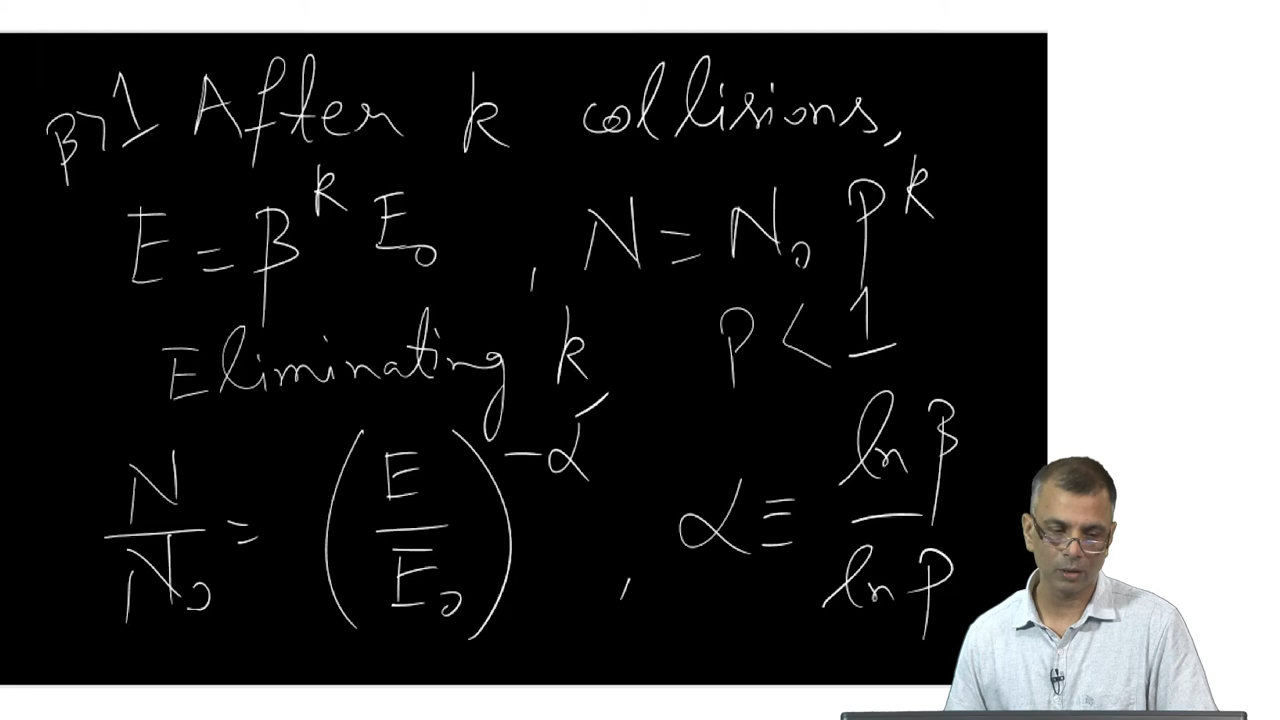 β>1 After k collisions,
E = β^k E₀ , N = N₀ P^k
Eliminating k P < 1
N/N₀ = (E/E₀)^-α , α ≡ ln β / ln P